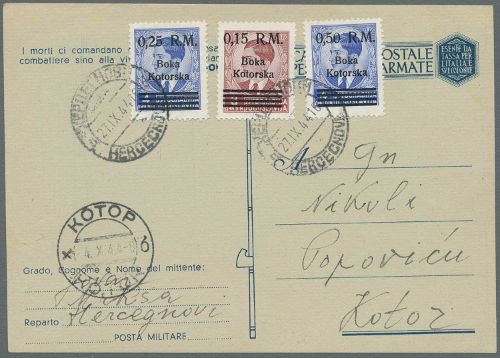 I morti ci comandano
combattere sino alla vi
0,25 R.M.
Boka
Kotorska
0,15 R.M.
Boka
Kotorska
0,50 R.M.
Boka
Kotorska
POSTALE
ARMATE
ESENTE DA
TASSA PER
L'ITALIA E
SUE COLONIE
HERCEGNOVI
HERCEGNOVI
КОТОР
A Gn
Nikoli
Popoviću
Kotor
Grado, Cognome e Nome del mittente:
Reparto Hercegnovi
POSTA MILITARE